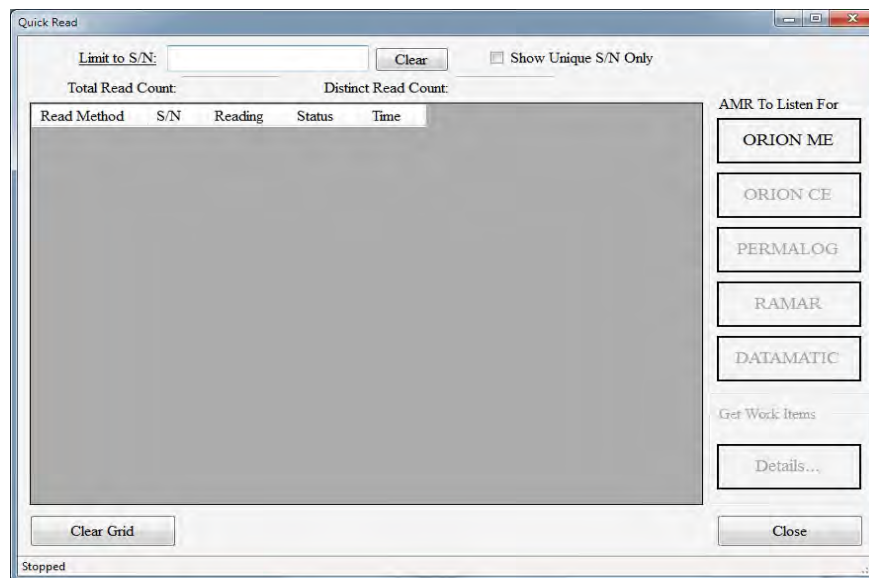 Quick Read
Limit to S/N:
Clear
Show Unique S/N Only
Total Read Count:
Distinct Read Count:
AMR To Listen For
Read Method S/N Reading Status Time
ORION ME
ORION CE
PERMALOG
RAMAR
DATAMATIC
Get Work Items
Details...
Clear Grid
Close
Stopped